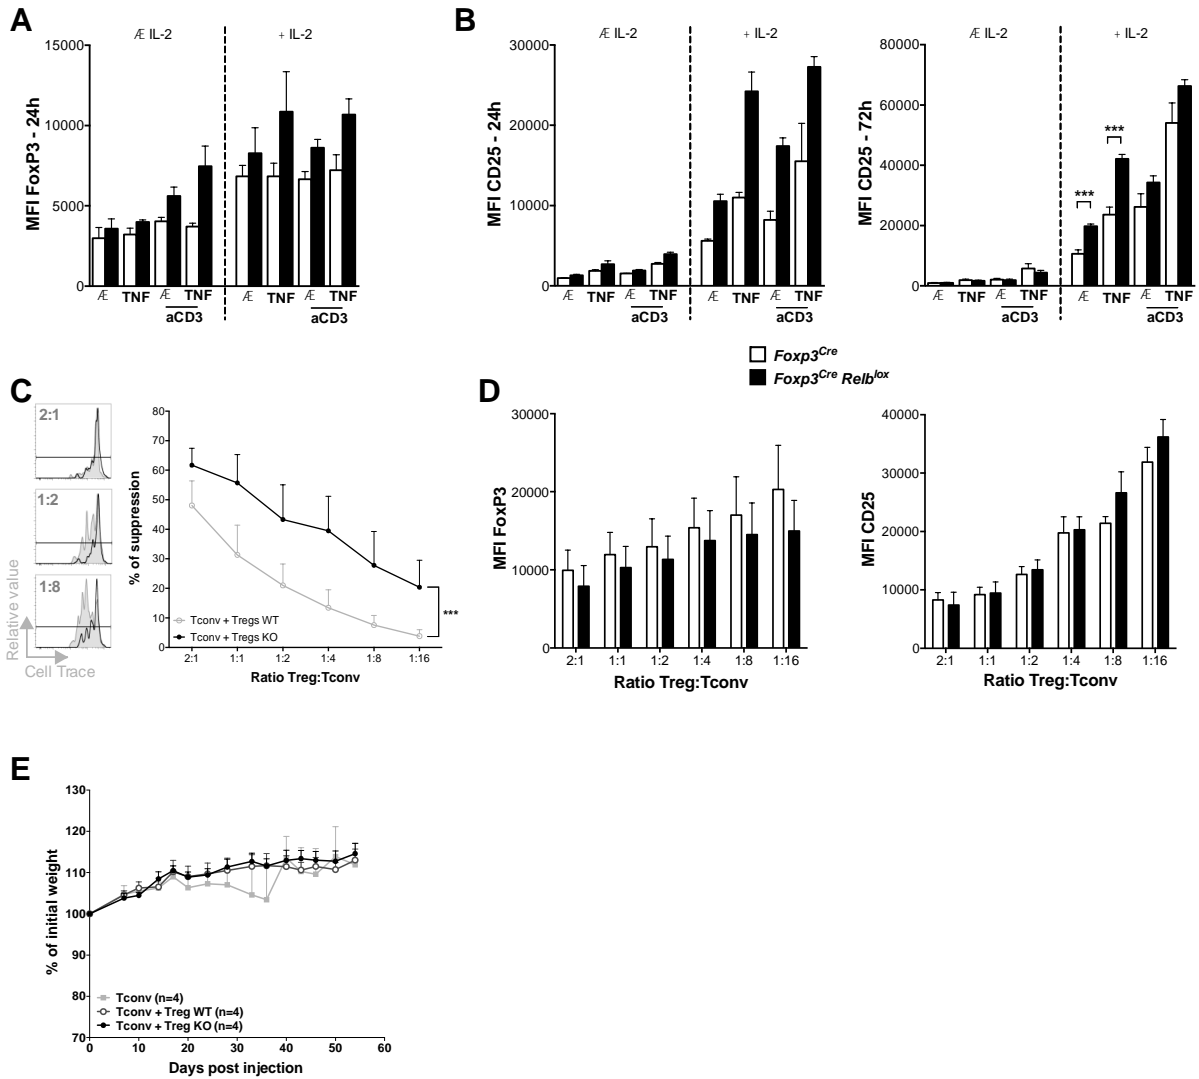 A
Æ IL-2
+ IL-2
MFI FoxP3 - 24h
15000
10000
5000
0
Æ TNF Æ TNF Æ TNF Æ TNF
aCD3 aCD3
B
Æ IL-2
+ IL-2
MFI CD25 - 24h
30000
20000
10000
0
Æ TNF Æ TNF Æ TNF Æ TNF
aCD3 aCD3
Æ IL-2
+ IL-2
MFI CD25 - 72h
80000
60000
40000
20000
0
***
***
Æ TNF Æ TNF Æ TNF Æ TNF
aCD3 aCD3
Foxp3Cre
Foxp3Cre Relblox
C
2:1
1:2
1:8
Relative value
Cell Trace
% of suppression
80
70
60
50
40
30
20
10
0
Tconv + Tregs WT
Tconv + Tregs KO
***
2:1 1:1 1:2 1:4 1:8 1:16
Ratio Treg:Tconv
D
MFI FoxP3
30000
20000
10000
0
2:1 1:1 1:2 1:4 1:8 1:16
Ratio Treg:Tconv
MFI CD25
40000
30000
20000
10000
0
2:1 1:1 1:2 1:4 1:8 1:16
Ratio Treg:Tconv
E
% of initial weight
130
120
110
100
90
80
70
Tconv (n=4)
Tconv + Treg WT (n=4)
Tconv + Treg KO (n=4)
0 10 20 30 40 50 60
Days post injection